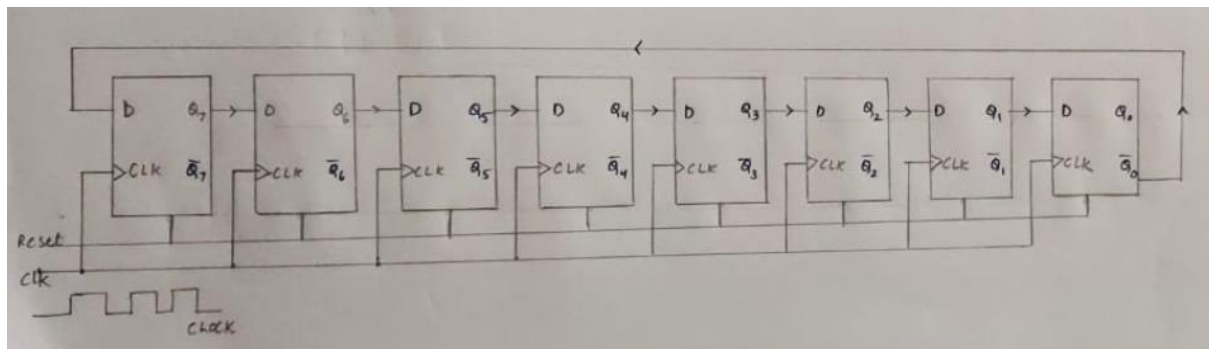 D Q₇ D Q₆ D Q₅ D Q₄ D Q₃ D Q₂ D Q₁ D Q₀
CLK Q̅₇ CLK Q̅₆ CLK Q̅₅ CLK Q̅₄ CLK Q̅₃ CLK Q̅₂ CLK Q̅₁ CLK Q̅₀
Reset
Clk
CLOCK